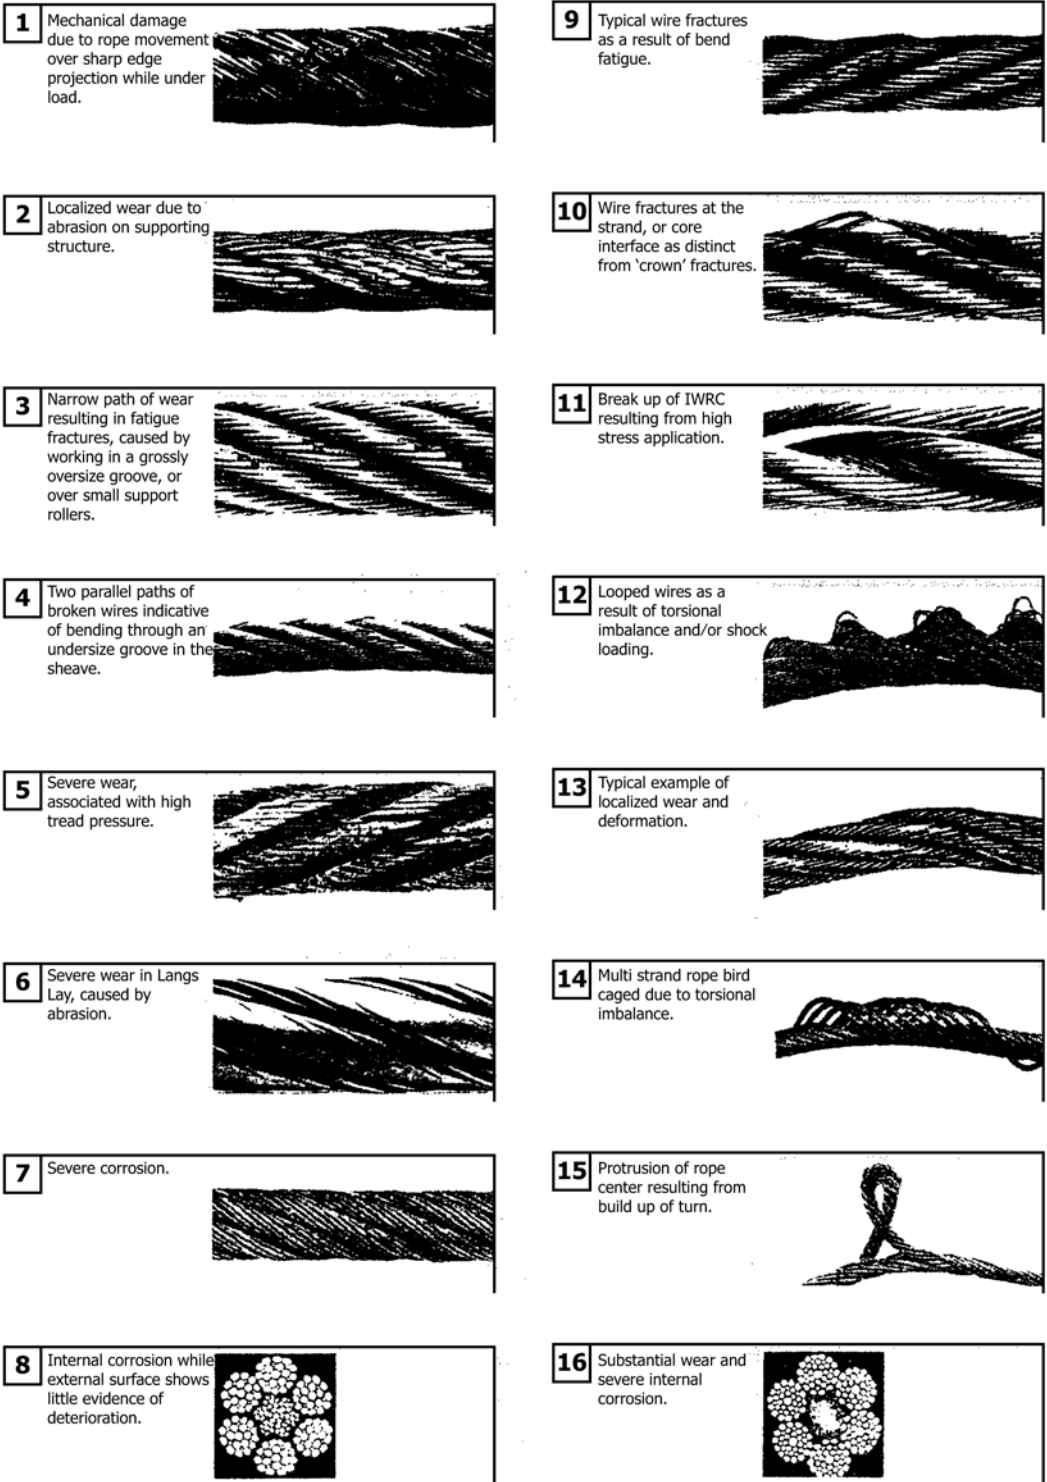 1
Mechanical damage
due to rope movement
over sharp edge
projection while under
load.
2
Localized wear due to
abrasion on supporting
structure.
3
Narrow path of wear
resulting in fatigue
fractures, caused by
working in a grossly
oversize groove, or
over small support
rollers.
4
Two parallel paths of
broken wires indicative
of bending through an
undersize groove in the
sheave.
5
Severe wear,
associated with high
tread pressure.
6
Severe wear in Langs
Lay, caused by
abrasion.
7
Severe corrosion.
8
Internal corrosion while
external surface shows
little evidence of
deterioration.
9
Typical wire fractures
as a result of bend
fatigue.
10
Wire fractures at the
strand, or core
interface as distinct
from ‘crown’ fractures.
11
Break up of IWRC
resulting from high
stress application.
12
Looped wires as a
result of torsional
imbalance and/or shock
loading.
13
Typical example of
localized wear and
deformation.
14
Multi strand rope bird
caged due to torsional
imbalance.
15
Protrusion of rope
center resulting from
build up of turn.
16
Substantial wear and
severe internal
corrosion.